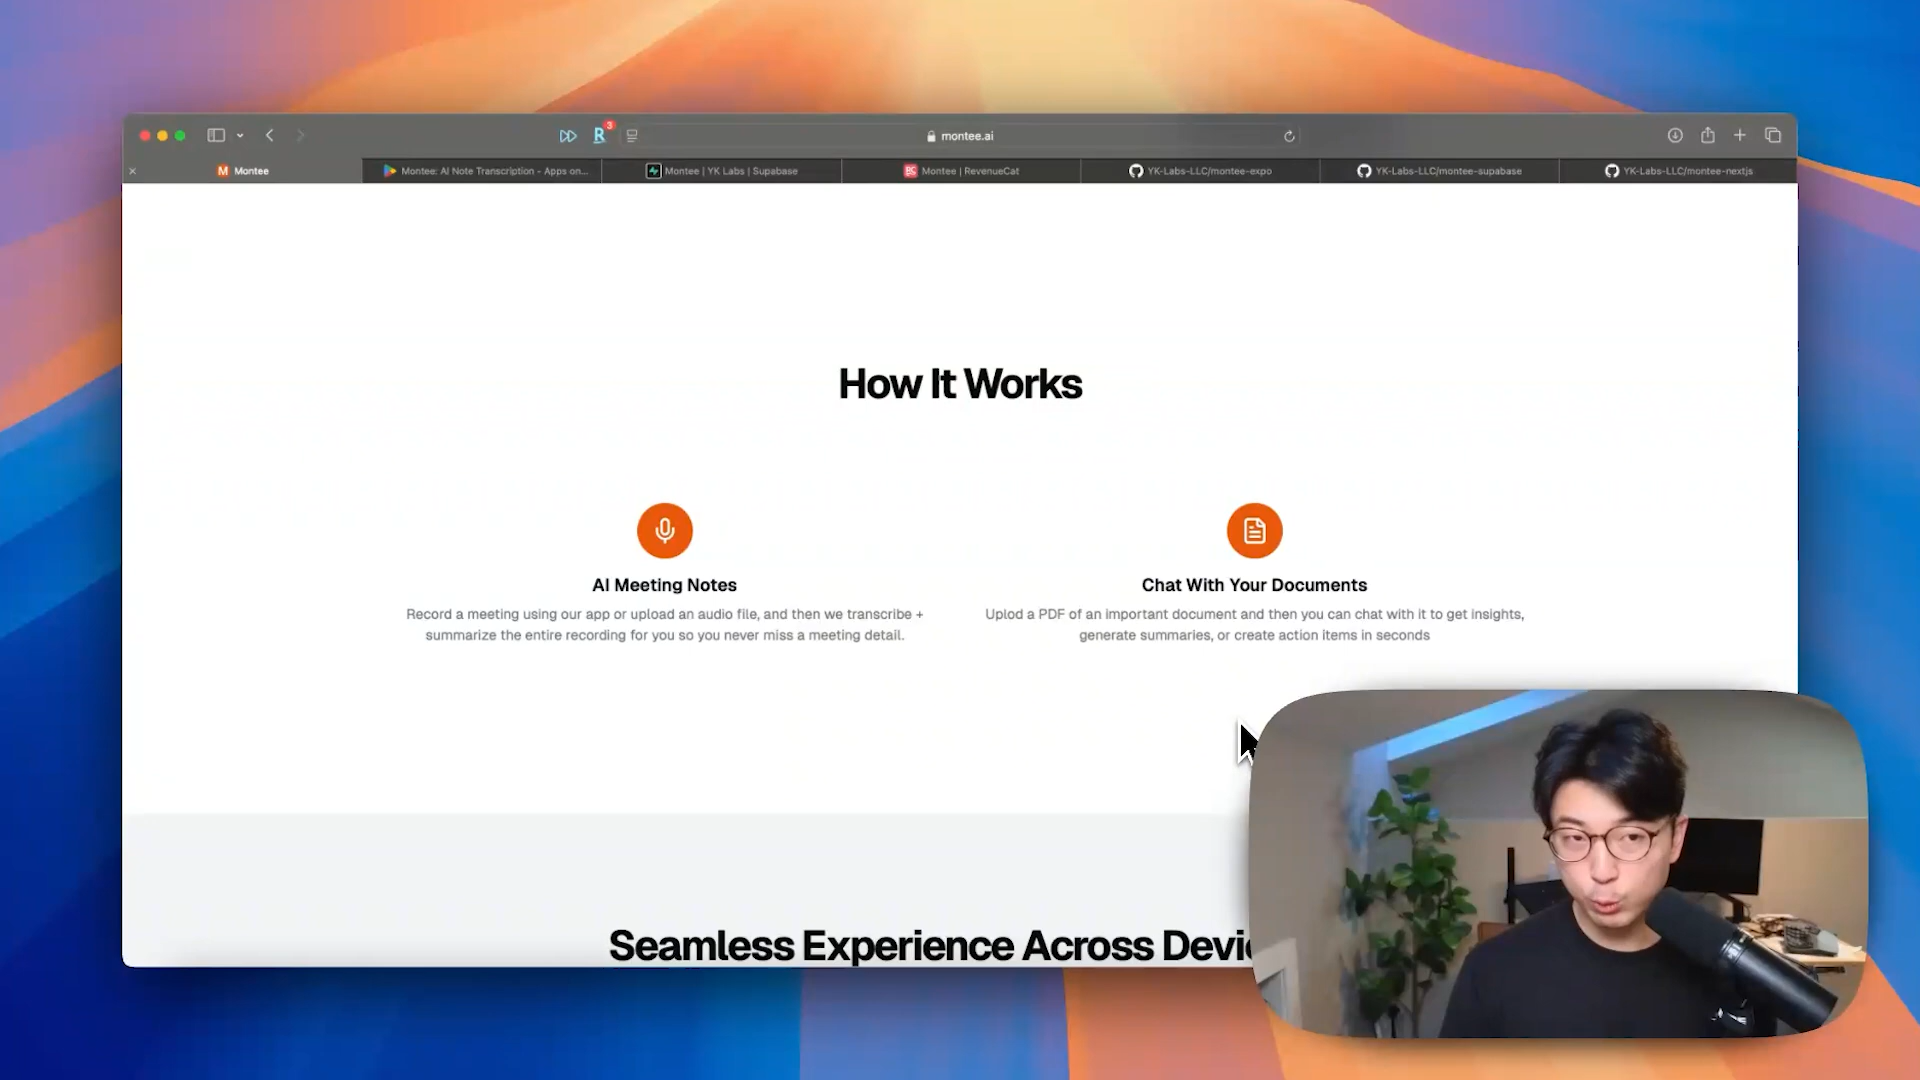 R 3
montee.ai
M Montee
Montee: AI Note Transcription - Apps on...
Montee | YK Labs | Supabase
RC Montee | RevenueCat
YK-Labs-LLC/montee-expo
YK-Labs-LLC/montee-supabase
YK-Labs-LLC/montee-nextjs
How It Works
AI Meeting Notes
Record a meeting using our app or upload an audio file, and then we transcribe +
summarize the entire recording for you so you never miss a meeting detail.
Chat With Your Documents
Uplod a PDF of an important document and then you can chat with it to get insights,
generate summaries, or create action items in seconds
Seamless Experience Across Devic